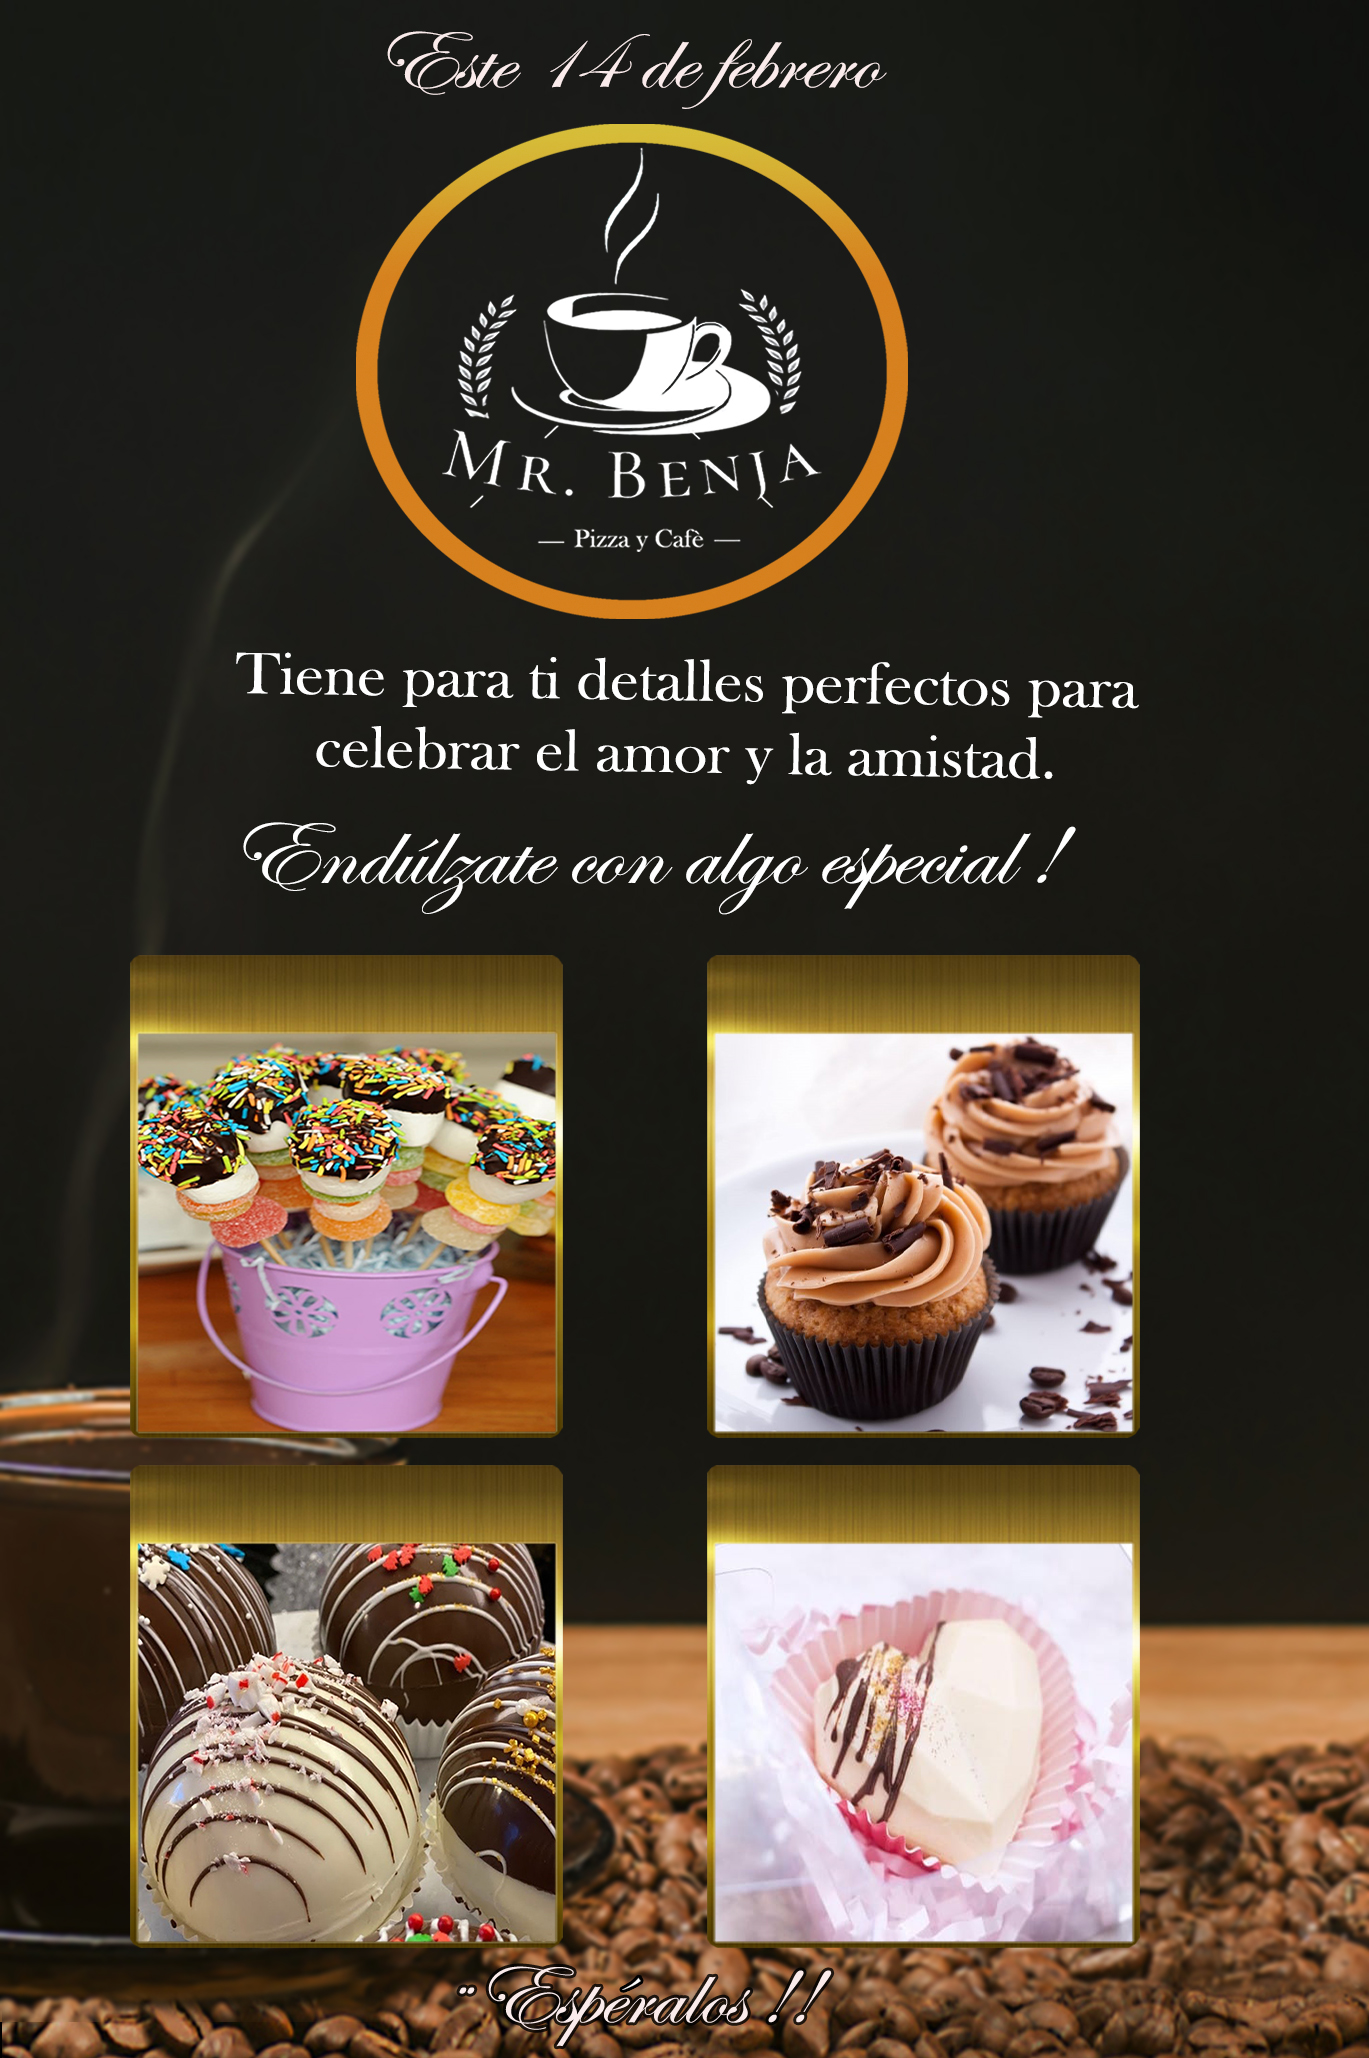 Este 14 de febrero
MR. BENJA
— Pizza y Cafè —
Tiene para ti detalles perfectos para
celebrar el amor y la amistad.
Endúlzate con algo especial !
¨ Espéralos !!